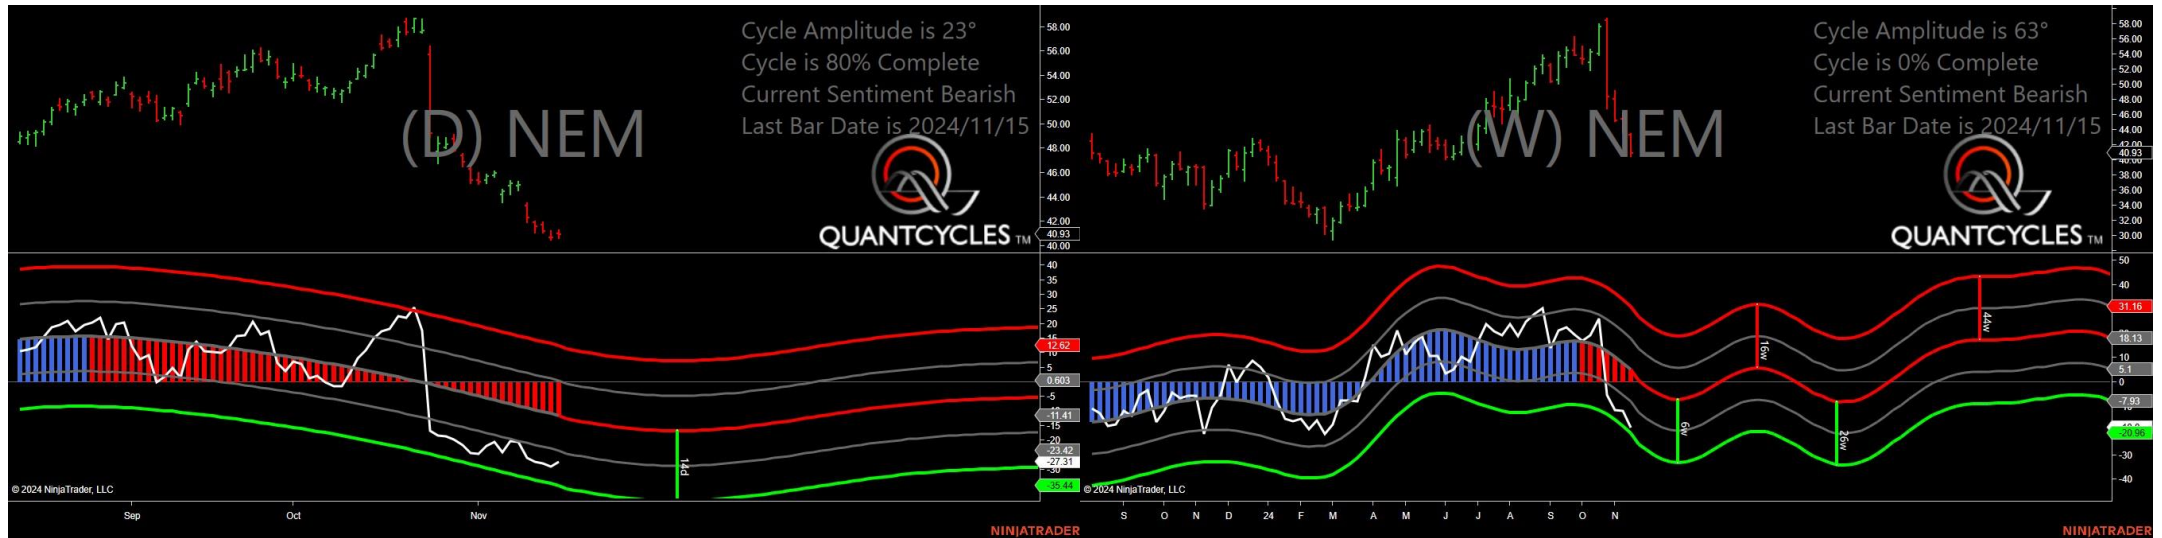 Cycle Amplitude is 23°
Cycle is 80% Complete
Current Sentiment Bearish
Last Bar Date is 2024/11/15
(D) NEM
QUANTCYCLES TM
58.00
56.00
54.00
52.00
50.00
48.00
46.00
44.00
42.00
40.93
40.00
40
35
30
25
20
15
12.62
10
5
0.603
-5
-11.41
-15
-20
-23.42
-27.31
-30
-35.44
14d
© 2024 NinjaTrader, LLC
Sep Oct Nov
NINJATRADER
Cycle Amplitude is 63°
Cycle is 0% Complete
Current Sentiment Bearish
Last Bar Date is 2024/11/15
(W) NEM
QUANTCYCLES TM
58.00
56.00
54.00
52.00
50.00
48.00
46.00
44.00
42.00
40.93
40.00
38.00
36.00
34.00
32.00
30.00
50
40
31.16
18.13
10
5.1
0
-7.93
-20.96
-30
-40
6w
16w
26w
44w
© 2024 NinjaTrader, LLC
S O N D 24 F M A M J J A S O N
NINJATRADER